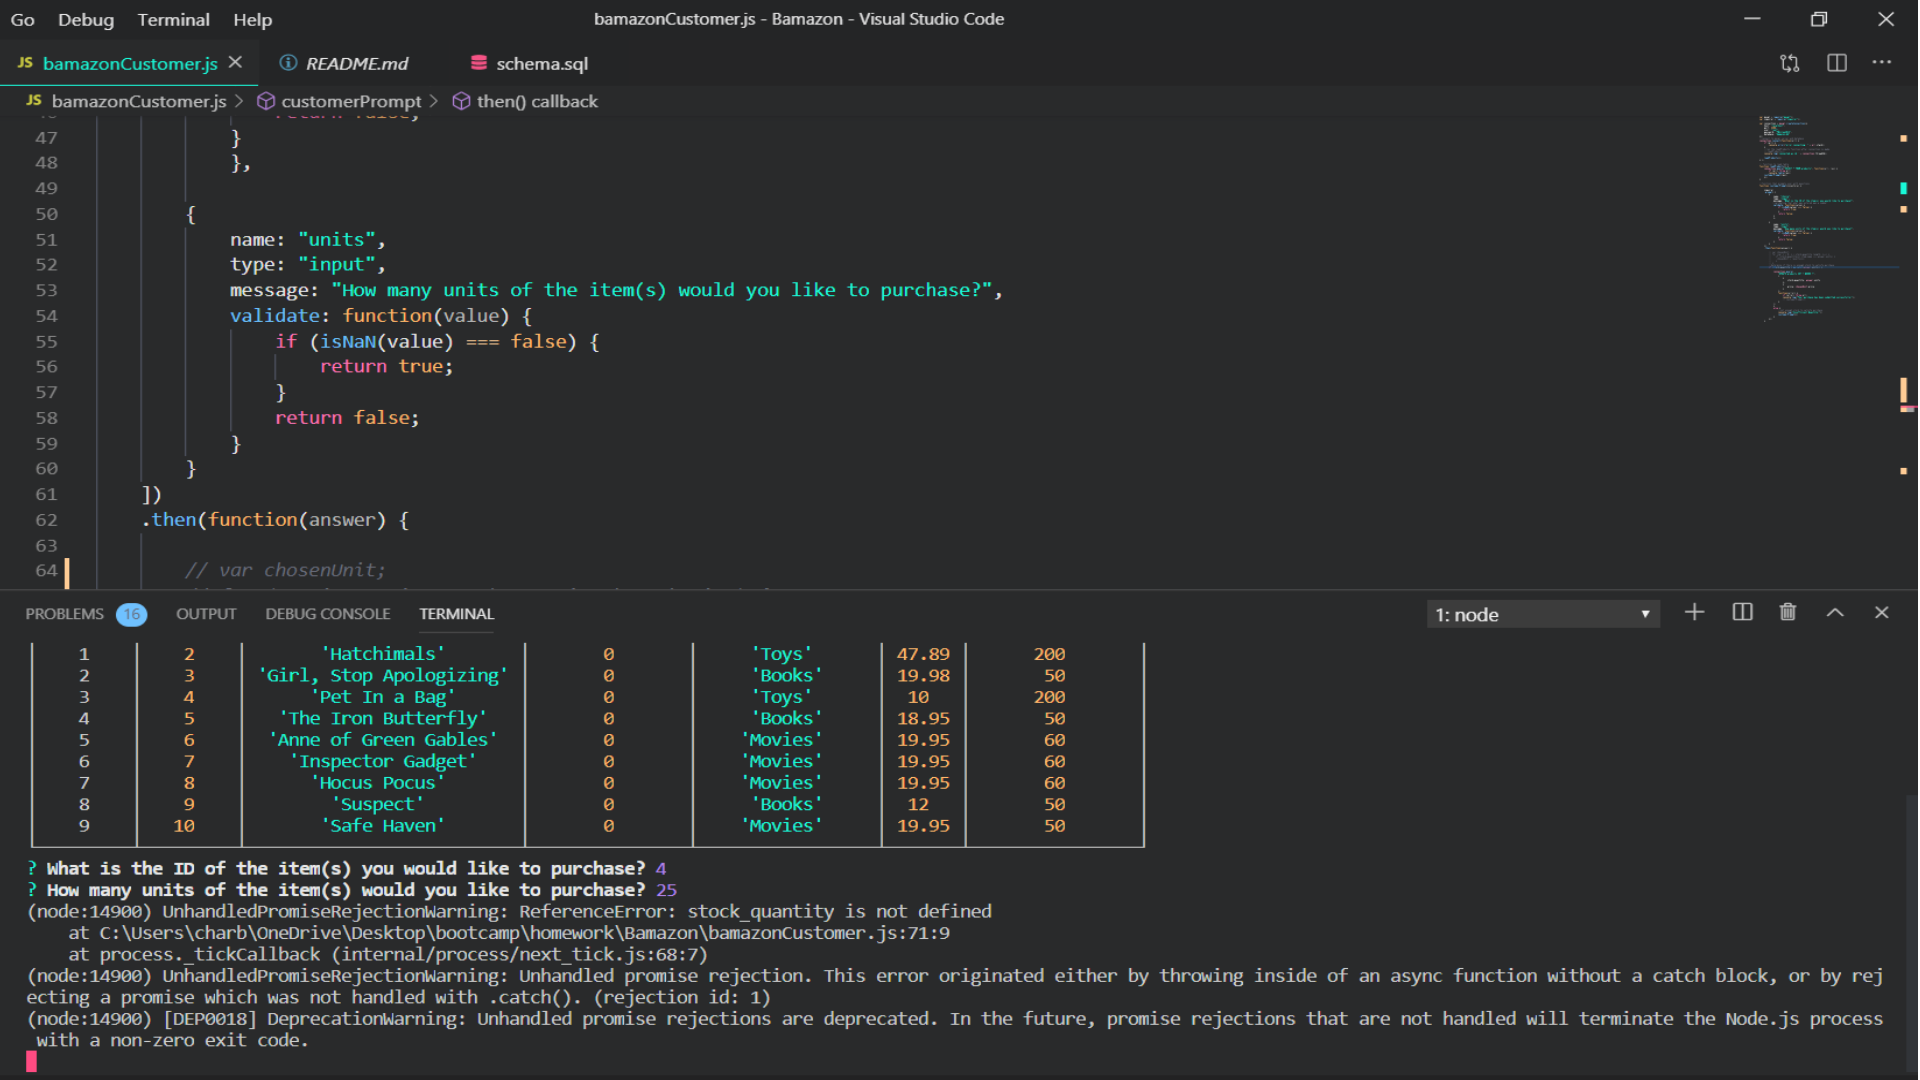 Go Debug Terminal Help bamazonCustomer.js - Bamazon - Visual Studio Code
JS bamazonCustomer.js README.md schema.sql
JS bamazonCustomer.js > customerPrompt > then() callback
47 }
48 },
49
50 {
51 name: "units",
52 type: "input",
53 message: "How many units of the item(s) would you like to purchase?",
54 validate: function(value) {
55 if (isNaN(value) === false) {
56 return true;
57 }
58 return false;
59 }
60 }
61 ])
62 .then(function(answer) {
63
64 // var chosenUnit;
PROBLEMS 16 OUTPUT DEBUG CONSOLE TERMINAL 1: node
1 2 'Hatchimals' 0 'Toys' 47.89 200
2 3 'Girl, Stop Apologizing' 0 'Books' 19.98 50
3 4 'Pet In a Bag' 0 'Toys' 10 200
4 5 'The Iron Butterfly' 0 'Books' 18.95 50
5 6 'Anne of Green Gables' 0 'Movies' 19.95 60
6 7 'Inspector Gadget' 0 'Movies' 19.95 60
7 8 'Hocus Pocus' 0 'Movies' 19.95 60
8 9 'Suspect' 0 'Books' 12 50
9 10 'Safe Haven' 0 'Movies' 19.95 50
? What is the ID of the item(s) you would like to purchase? 4
? How many units of the item(s) would you like to purchase? 25
(node:14900) UnhandledPromiseRejectionWarning: ReferenceError: stock_quantity is not defined
at C:\Users\charb\OneDrive\Desktop\bootcamp\homework\Bamazon\bamazonCustomer.js:71:9
at process._tickCallback (internal/process/next_tick.js:68:7)
(node:14900) UnhandledPromiseRejectionWarning: Unhandled promise rejection. This error originated either by throwing inside of an async function without a catch block, or by rej
ecting a promise which was not handled with .catch(). (rejection id: 1)
(node:14900) [DEP0018] DeprecationWarning: Unhandled promise rejections are deprecated. In the future, promise rejections that are not handled will terminate the Node.js process
with a non-zero exit code.